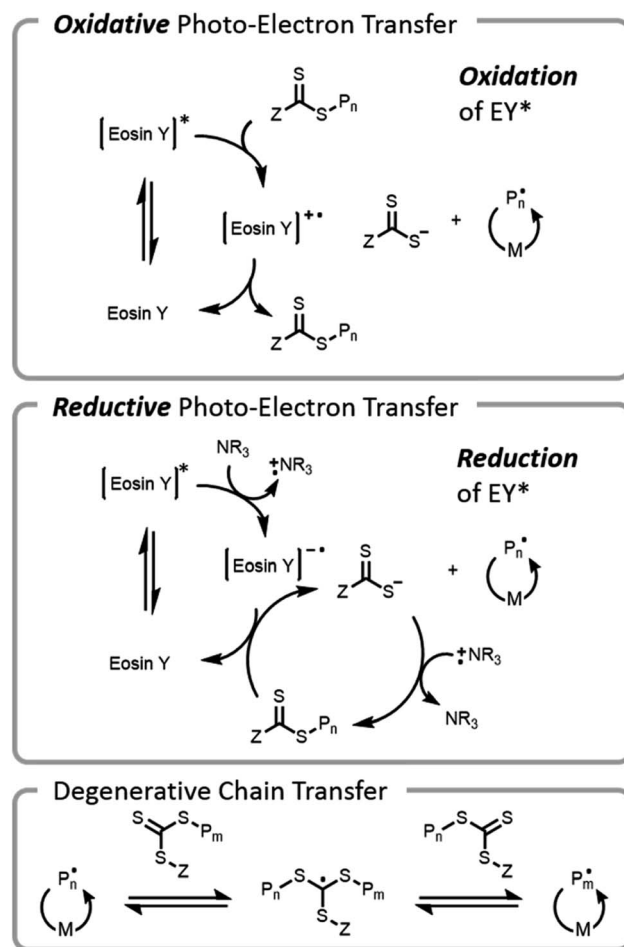 Oxidative Photo-Electron Transfer
S
Z S Pn
Oxidation
of EY*
[Eosin Y]*
[Eosin Y]+•
S
Z S−
+
Pn•
M
Eosin Y
S
Z S Pn
Reductive Photo-Electron Transfer
NR3
+•NR3
Reduction
of EY*
[Eosin Y]*
[Eosin Y]−•
S
Z S−
+
Pn•
M
Eosin Y
+•NR3
NR3
S
Z S Pn
Degenerative Chain Transfer
S S Pm
S Z
Pn S S
S Z
Pn•
M
Pn S • S Pm
S Z
Pm•
M